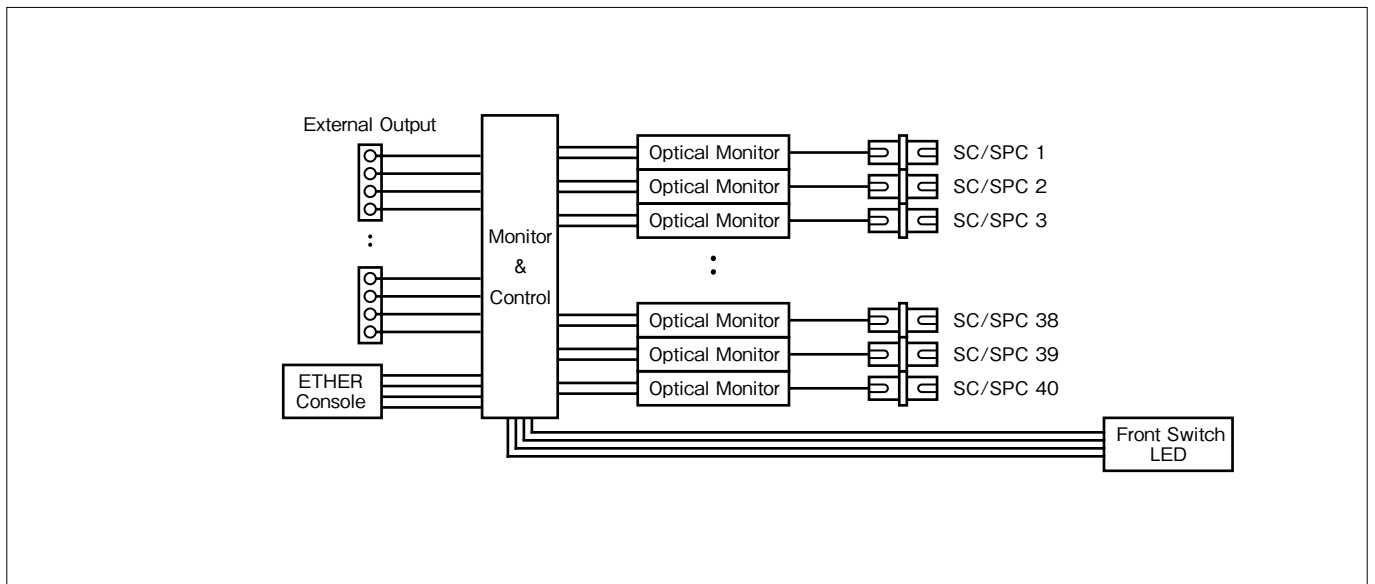 External Output
Optical Monitor
SC/SPC 1
Optical Monitor
SC/SPC 2
Optical Monitor
SC/SPC 3
:
Monitor
&
Control
:
Optical Monitor
SC/SPC 38
Optical Monitor
SC/SPC 39
Optical Monitor
SC/SPC 40
ETHER
Console
Front Switch
LED